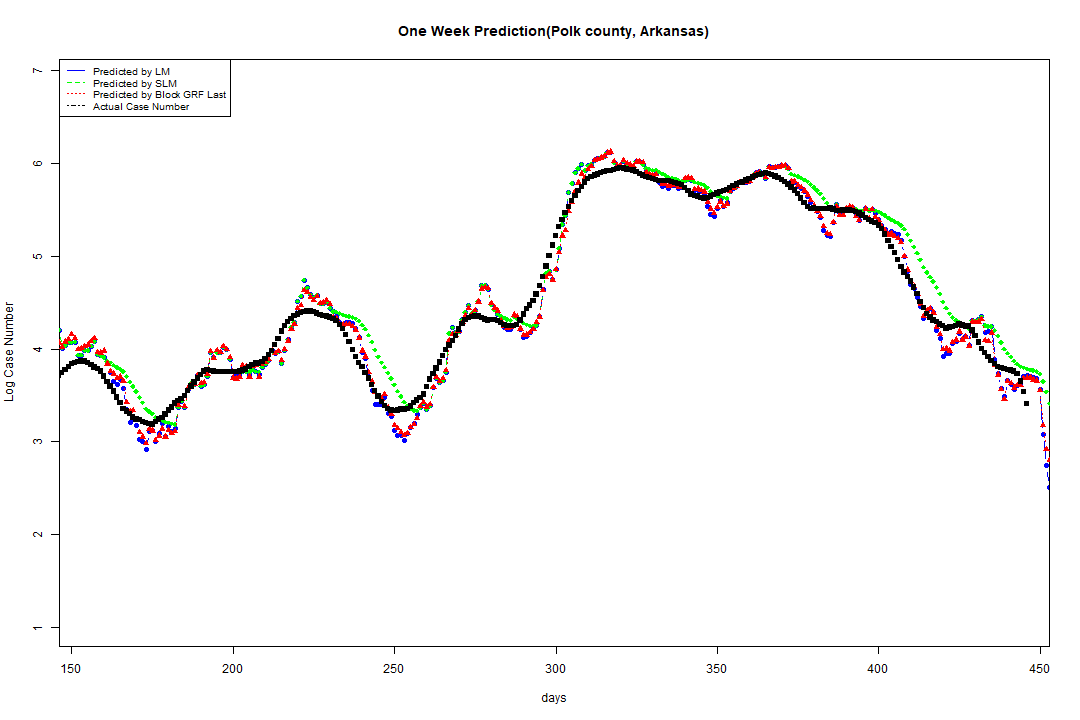 One Week Prediction(Polk county, Arkansas)
Predicted by LM
Predicted by SLM
Predicted by Block GRF Last
Actual Case Number
Log Case Number
7
6
5
4
3
2
1
150 200 250 300 350 400 450
days